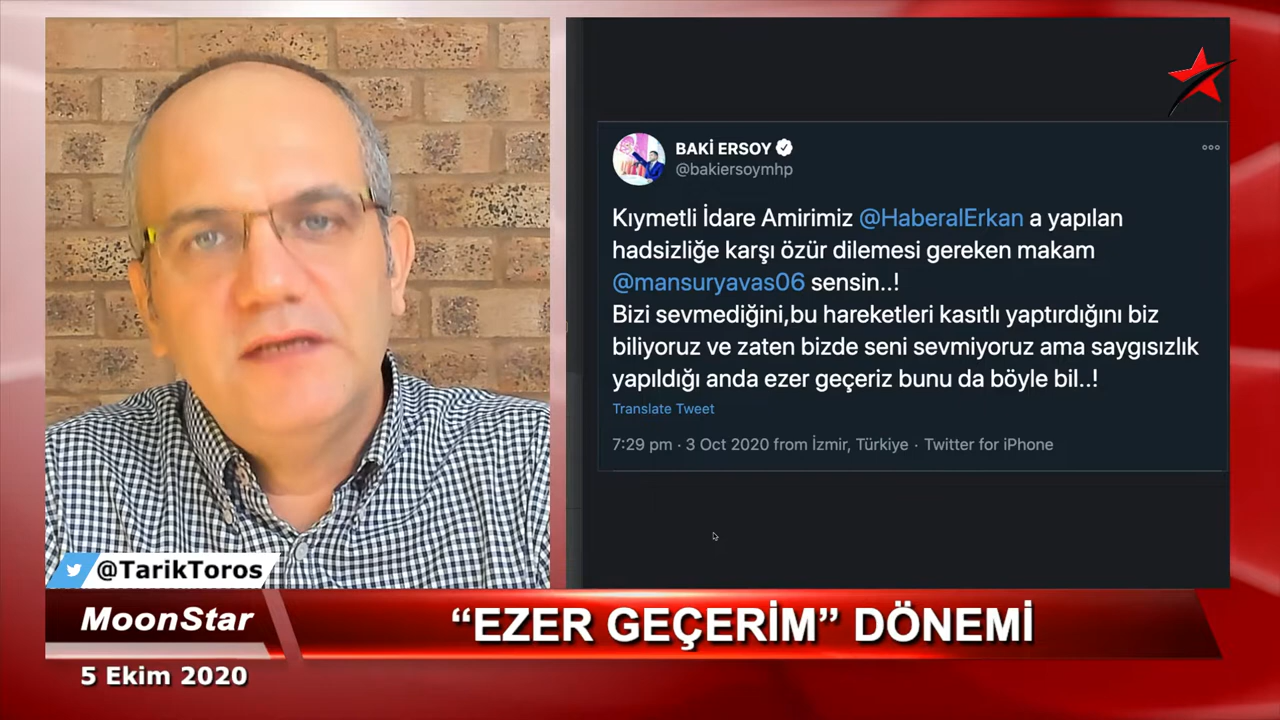 BAKİ ERSOY
@bakiersoymhp
Kıymetli İdare Amirimiz @HaberalErkan a yapılan
hadsizliğe karşı özür dilemesi gereken makam
@mansuryavas06 sensin..!
Bizi sevmediğini,bu hareketleri kasıtlı yaptırdığını biz
biliyoruz ve zaten bizde seni sevmiyoruz ama saygısızlık
yapıldığı anda ezer geçeriz bunu da böyle bil..!
Translate Tweet
7:29 pm · 3 Oct 2020 from İzmir, Türkiye · Twitter for iPhone
@TarikToros
MoonStar
“EZER GEÇERİM” DÖNEMİ
5 Ekim 2020